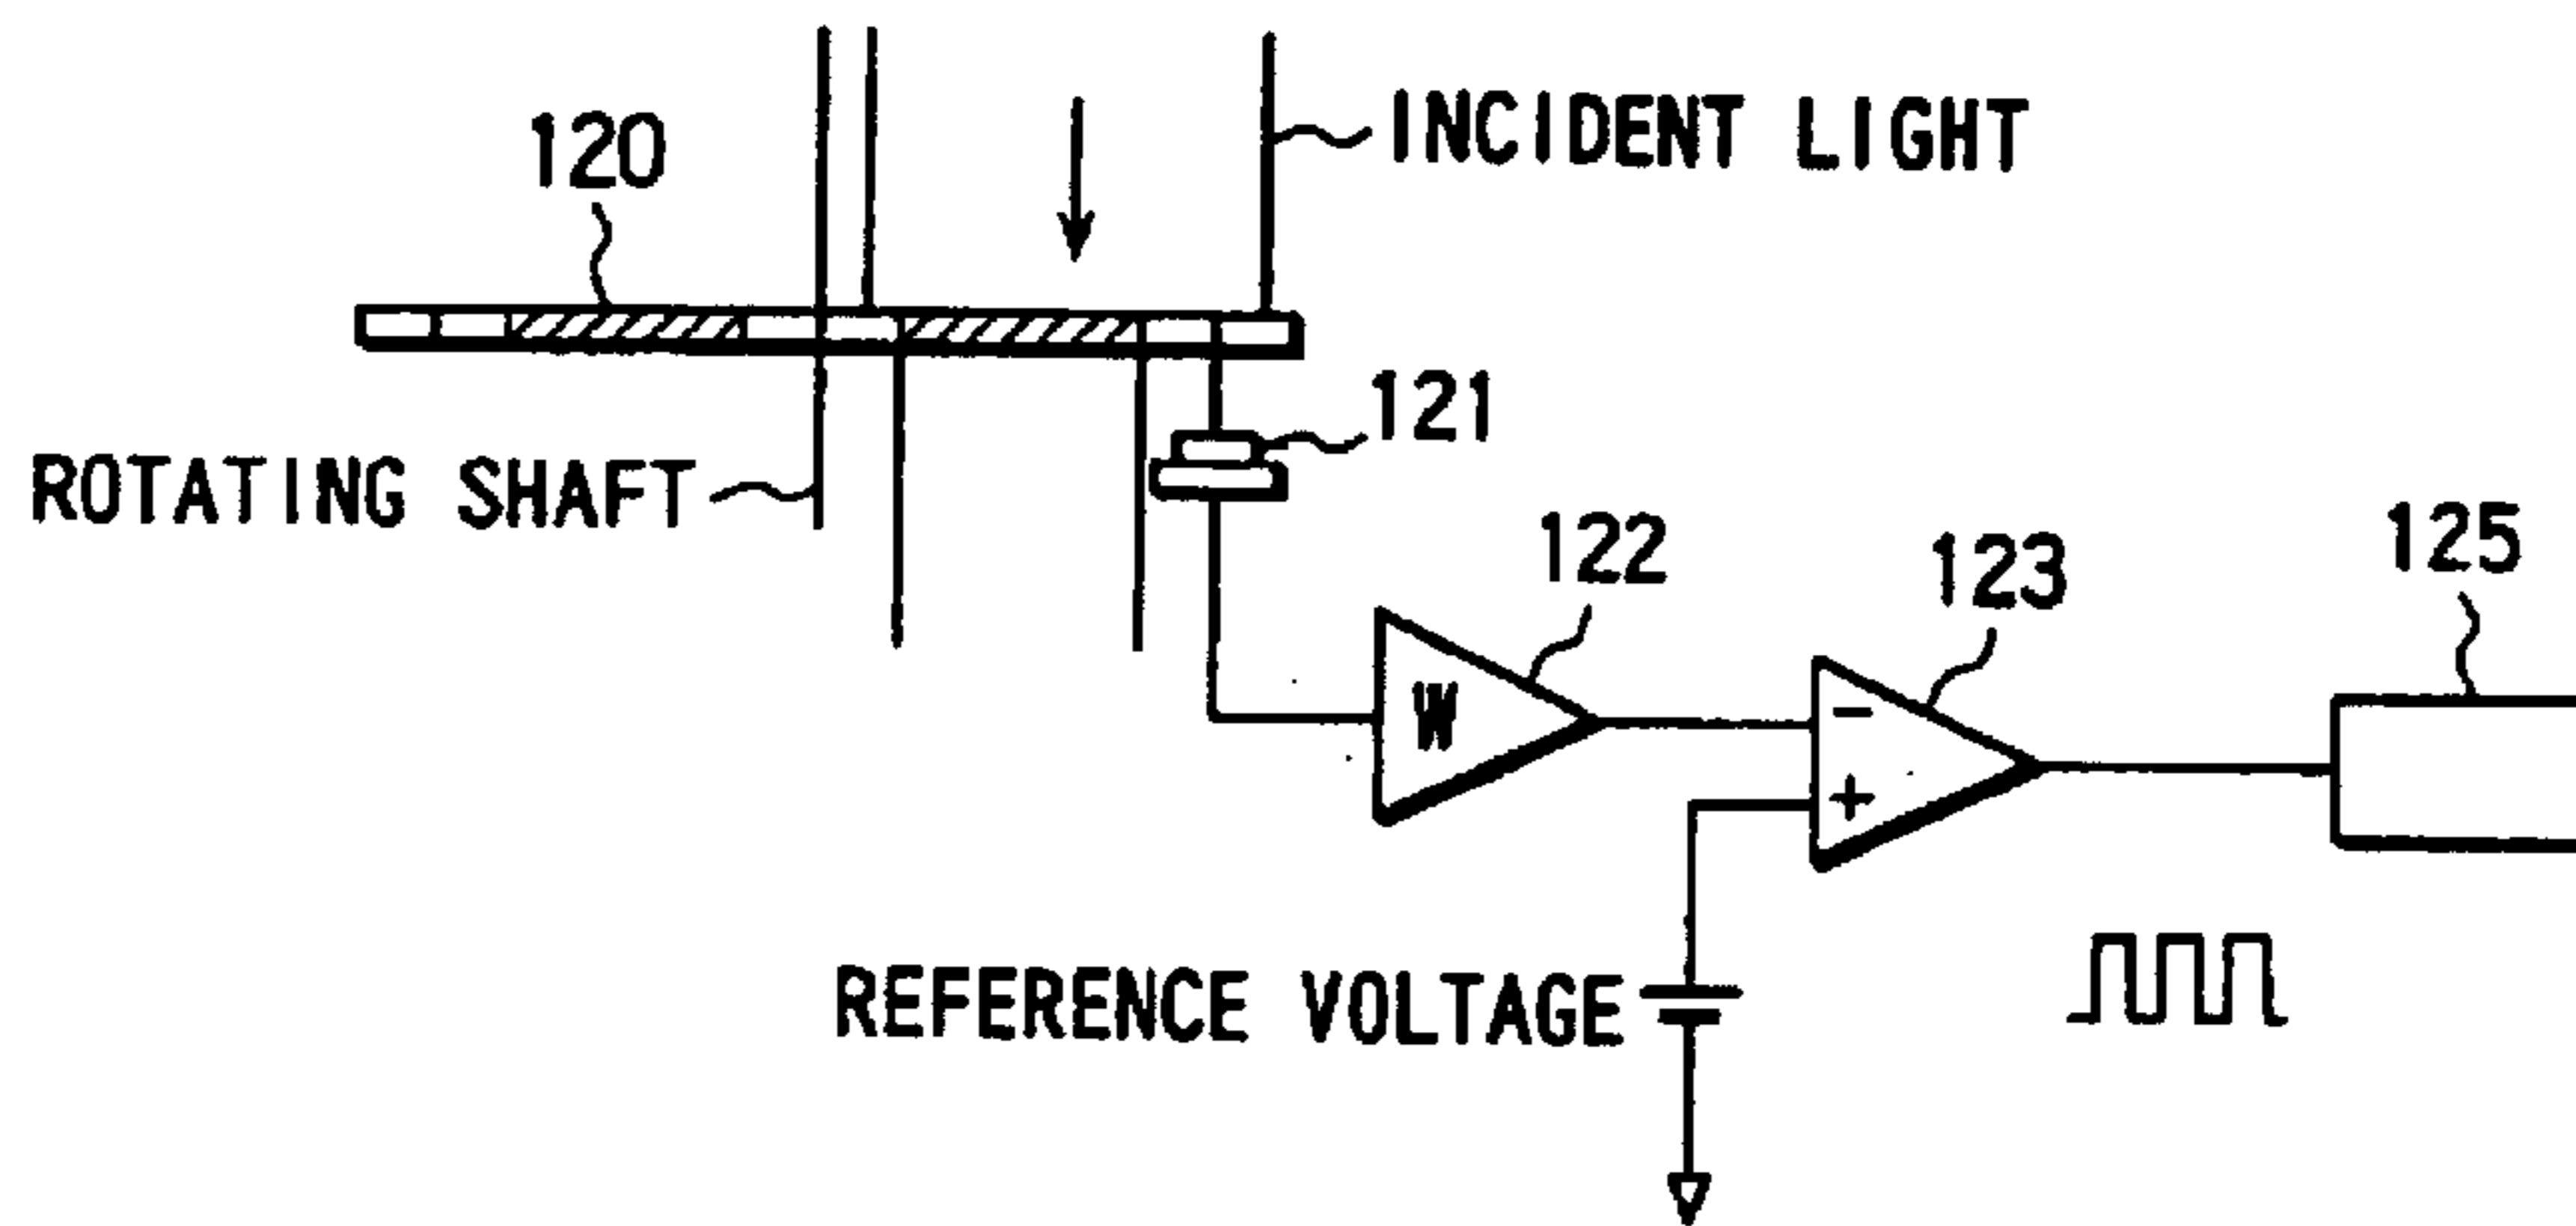 120
INCIDENT LIGHT
121
ROTATING SHAFT
122
123
125
W
-
+
REFERENCE VOLTAGE